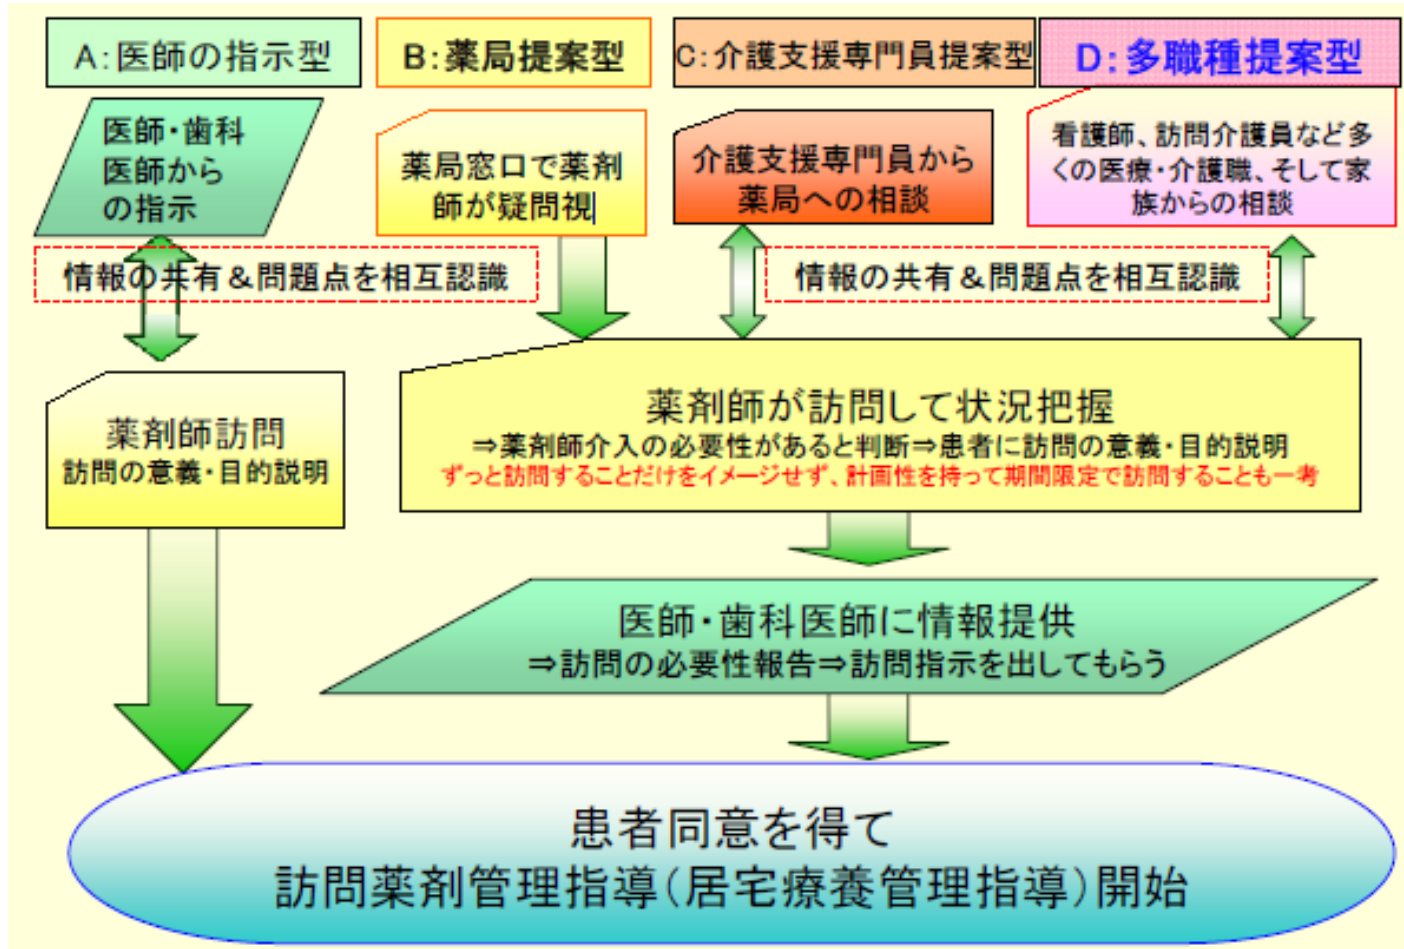 A:医師の指示型
B:薬局提案型
C:介護支援専門員提案型
D:多職種提案型
医師・歯科
医師から
の指示
薬局窓口で薬剤
師が疑問視
介護支援専門員から
薬局への相談
看護師、訪問介護員など多
くの医療・介護職、そして家
族からの相談
情報の共有&問題点を相互認識
情報の共有&問題点を相互認識
薬剤師訪問
訪問の意義・目的説明
薬剤師が訪問して状況把握
⇒薬剤師介入の必要性があると判断⇒患者に訪問の意義・目的説明
ずっと訪問することだけをイメージせず、計画性を持って期間限定で訪問することも一考
医師・歯科医師に情報提供
⇒訪問の必要性報告⇒訪問指示を出してもらう
患者同意を得て
訪問薬剤管理指導(居宅療養管理指導)開始